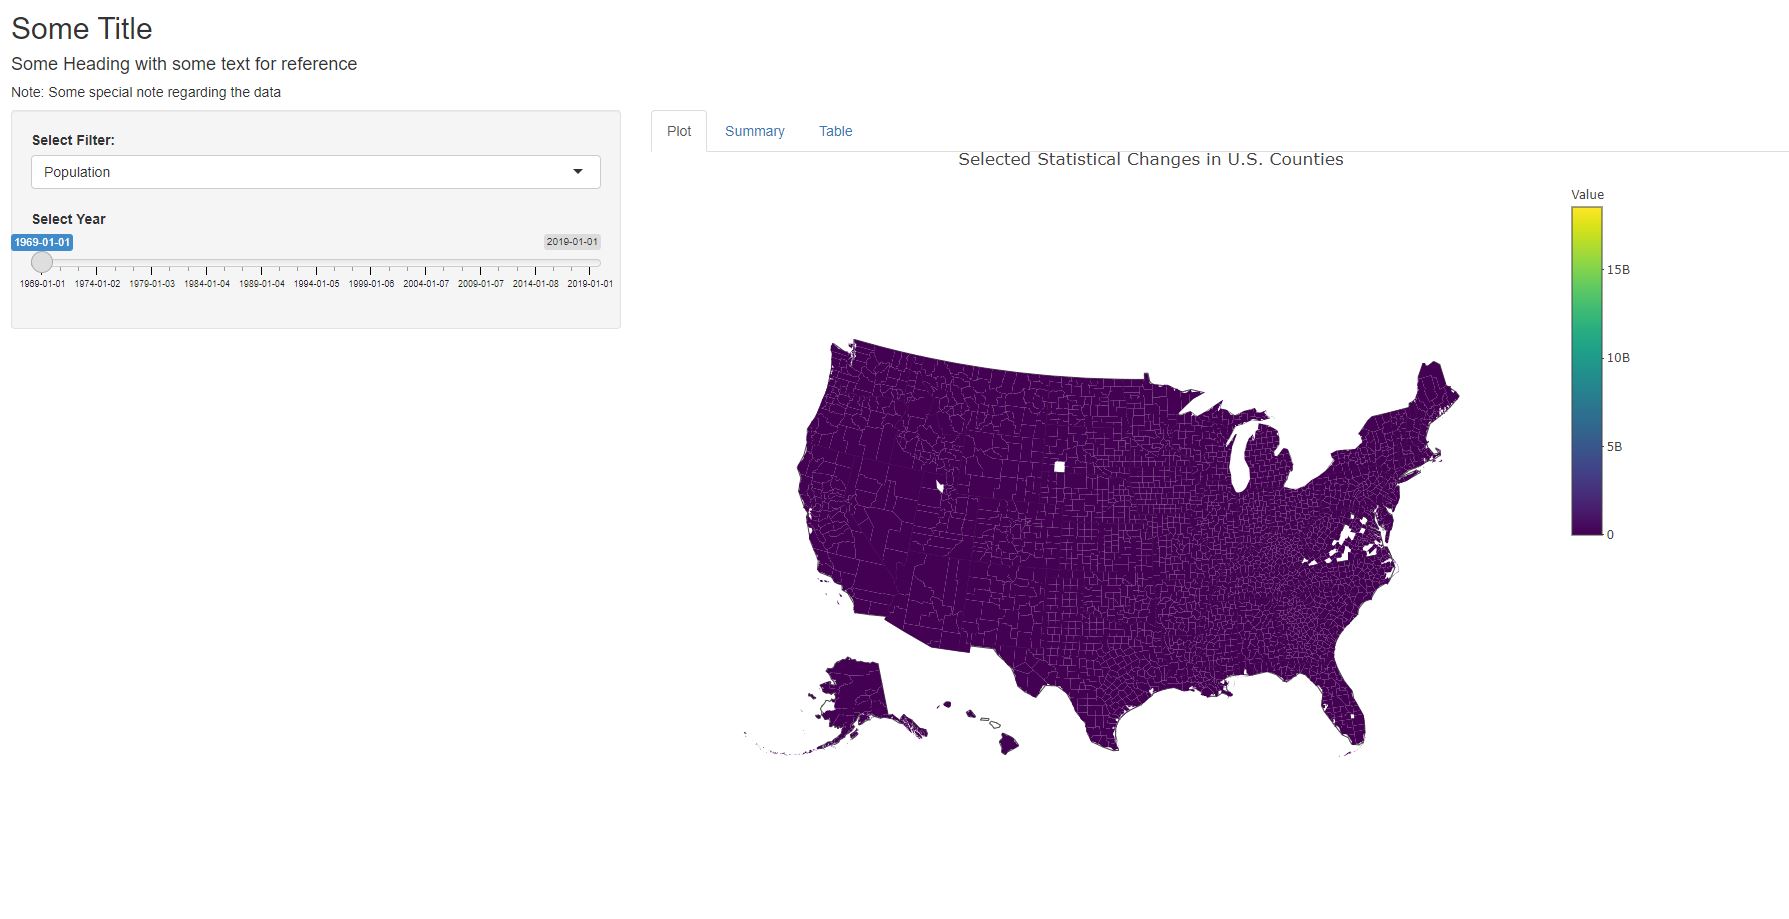 Some Title
Some Heading with some text for reference
Note: Some special note regarding the data
Select Filter:
Population
Select Year
1969-01-01 2019-01-01
1969-01-01 1974-01-02 1979-01-03 1984-01-04 1989-01-04 1994-01-05 1999-01-06 2004-01-07 2009-01-07 2014-01-08 2019-01-01
Plot Summary Table
Selected Statistical Changes in U.S. Counties
Value
15B
10B
5B
0